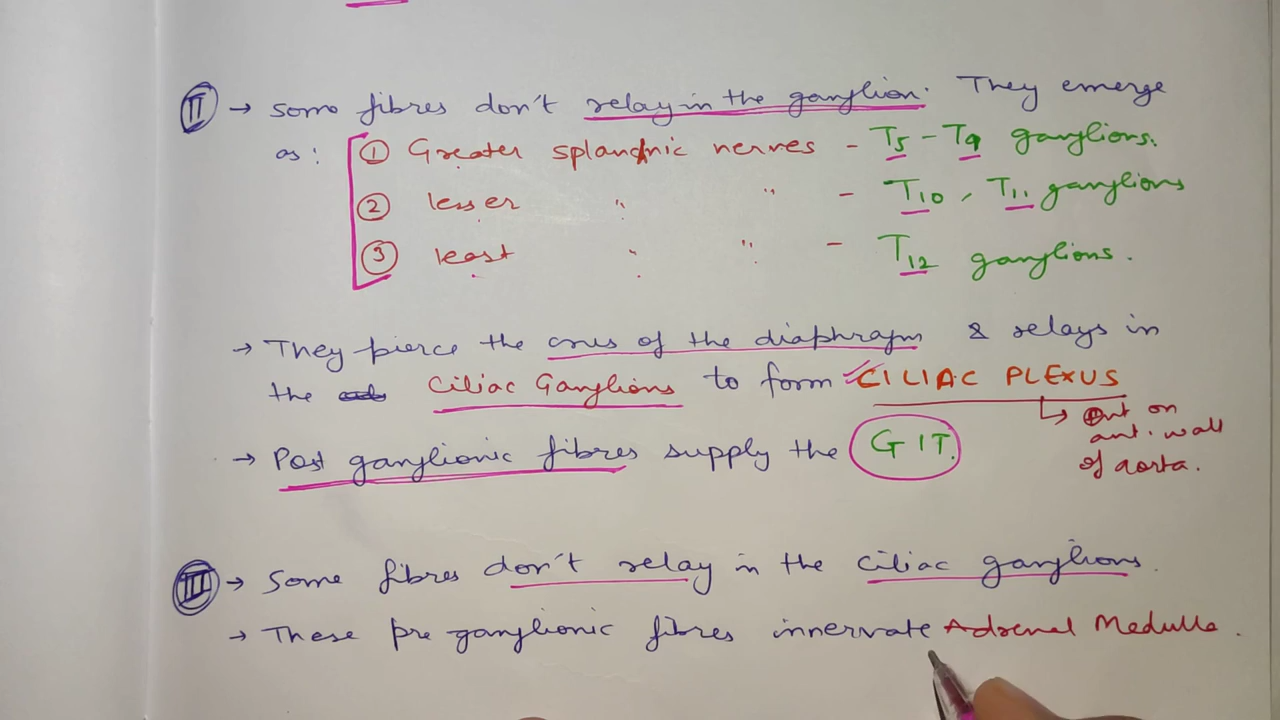 II → some fibres don't relay in the ganglion. They emerge
as: ① Greater splanchnic nerves - T5 - T9 ganglions.
② lesser " " - T10, T11 ganglions
③ least " " - T12 ganglions.
→ They pierce the crus of the diaphragm & relays in
the Ciliac Ganglions to form CILIAC PLEXUS
↳ on
ant. wall
of aorta.
→ Post ganglionic fibres supply the GIT.
III → Some fibres don't relay in the ciliac ganglions.
→ These pre ganglionic fibres innervate Adrenal Medulla.